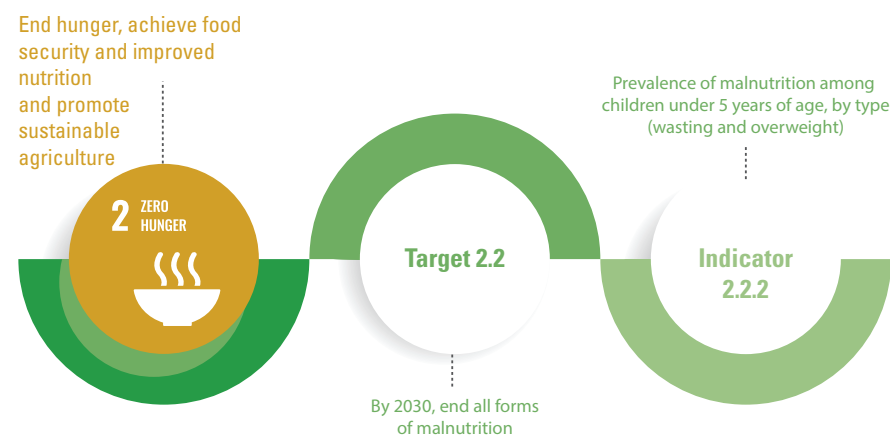 End hunger, achieve food
security and improved
nutrition
and promote
sustainable
agriculture
2 ZERO
HUNGER
Target 2.2
By 2030, end all forms
of malnutrition
Prevalence of malnutrition among
children under 5 years of age, by type
(wasting and overweight)
Indicator
2.2.2